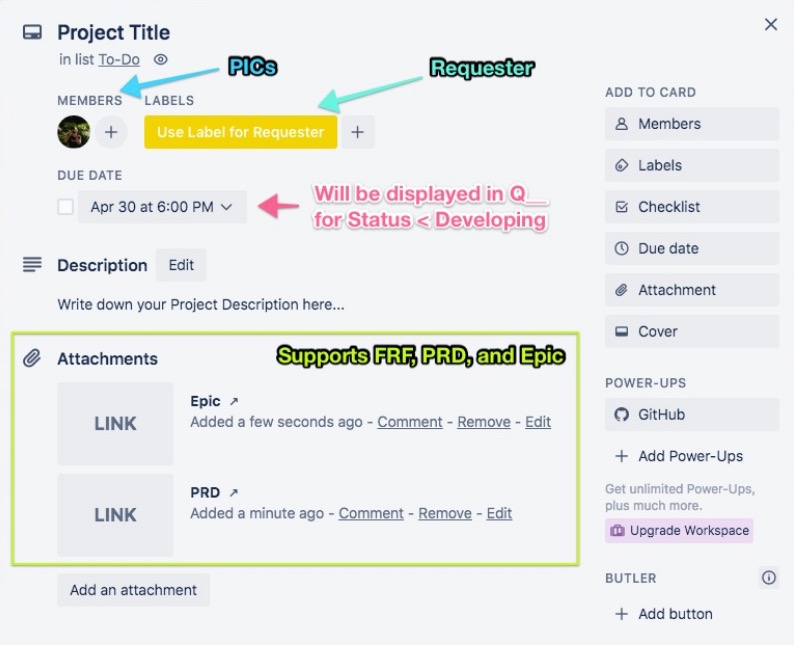 Project Title
in list To-Do
PICs
Requester
MEMBERS LABELS
+ Use Label for Requester +
DUE DATE
Apr 30 at 6:00 PM
Will be displayed in Q__
for Status < Developing
Description Edit
Write down your Project Description here...
Attachments
Supports FRF, PRD, and Epic
LINK
Epic ↗
Added a few seconds ago - Comment - Remove - Edit
LINK
PRD ↗
Added a minute ago - Comment - Remove - Edit
Add an attachment
ADD TO CARD
Members
Labels
Checklist
Due date
Attachment
Cover
POWER-UPS
GitHub
+ Add Power-Ups
Get unlimited Power-Ups,
plus much more.
Upgrade Workspace
BUTLER
+ Add button